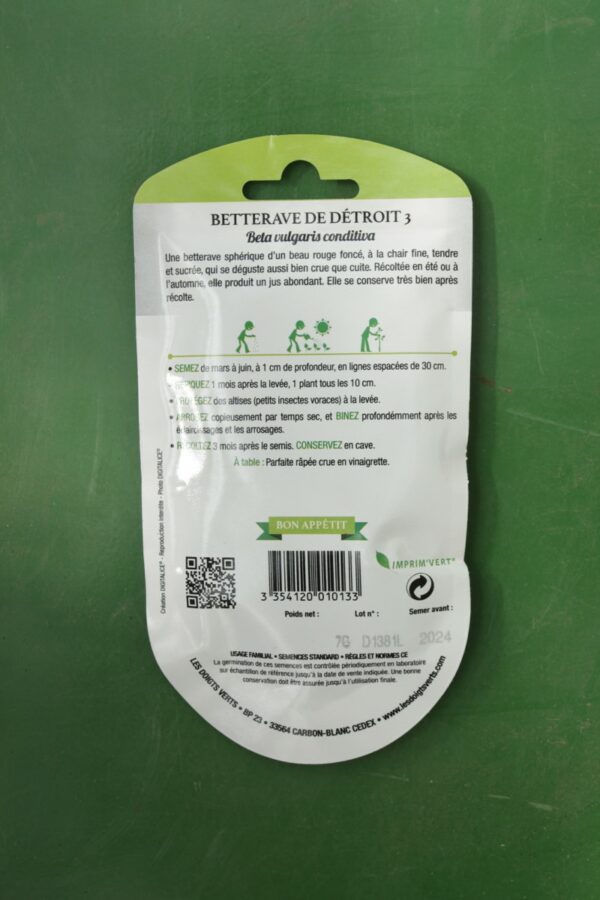 BETTERAVE DE DÉTROIT 3
Beta vulgaris conditiva
Une betterave sphérique d'un beau rouge foncé, à la chair fine, tendre
et sucrée, qui se déguste aussi bien crue que cuite. Récoltée en été ou à
l'automne, elle produit un jus abondant. Elle se conserve très bien après
récolte.
• SEMEZ de mars à juin, à 1 cm de profondeur, en lignes espacées de 30 cm.
• REPIQUEZ 1 mois après la levée, 1 plant tous les 10 cm.
• PROTÉGEZ des altises (petits insectes voraces) à la levée.
• ARROSEZ copieusement par temps sec, et BINEZ profondémment après les
éclaircissages et les arrosages.
• RÉCOLTEZ 3 mois après le semis. CONSERVEZ en cave.
À table : Parfaite râpée crue en vinaigrette.
Création DIGITALICE® - Reproduction interdite - Photo DIGITALICE®
BON APPÉTIT
IMPRIM'VERT®
3 354120 010133
Poids net : Lot n° : Semer avant :
7G D1381L 2024
USAGE FAMILIAL • SEMENCES STANDARD • RÈGLES ET NORMES CE
La germination de ces semences est contrôlée périodiquement en laboratoire
sur échantillon de référence jusqu'à la date de vente indiquée. Une bonne
conservation doit être assurée jusqu'à l'utilisation finale.
LES DOIGTS VERTS • BP 23 • 33564 CARBON-BLANC CEDEX • www.lesdoigtsverts.com